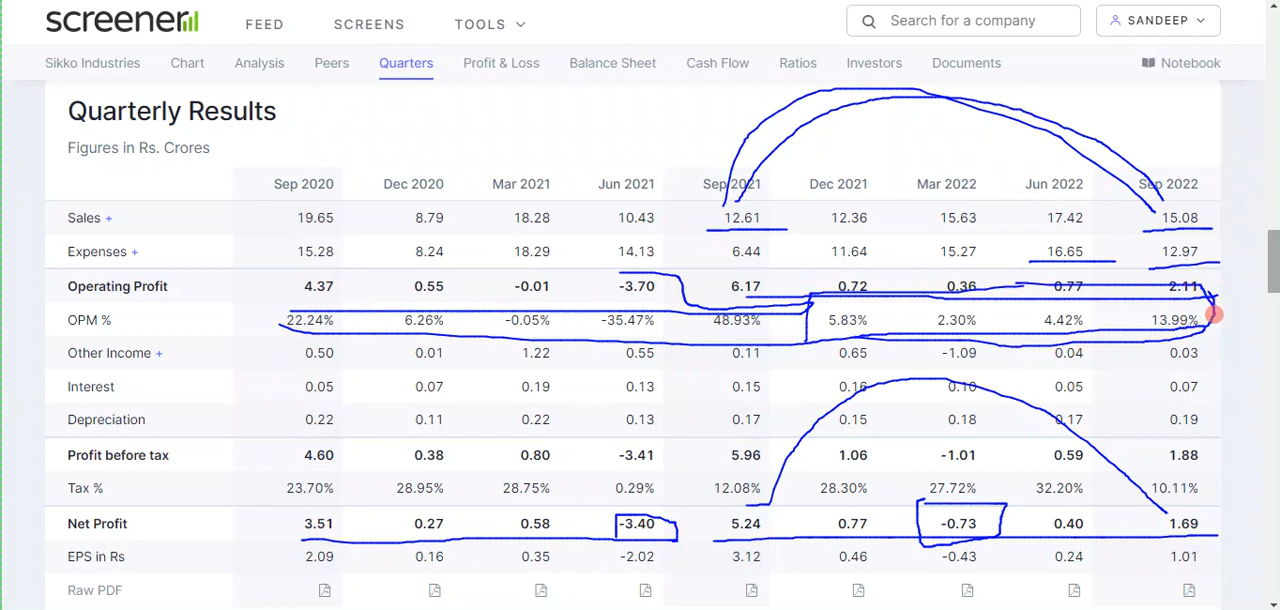 screener FEED SCREENS TOOLS Search for a company SANDEEP
Sikko Industries Chart Analysis Peers Quarters Profit & Loss Balance Sheet Cash Flow Ratios Investors Documents Notebook
Quarterly Results
Figures in Rs. Crores
Sep 2020 Dec 2020 Mar 2021 Jun 2021 Sep 2021 Dec 2021 Mar 2022 Jun 2022 Sep 2022
Sales + 19.65 8.79 18.28 10.43 12.61 12.36 15.63 17.42 15.08
Expenses + 15.28 8.24 18.29 14.13 6.44 11.64 15.27 16.65 12.97
Operating Profit 4.37 0.55 -0.01 -3.70 6.17 0.72 0.36 0.77 2.11
OPM % 22.24% 6.26% -0.05% -35.47% 48.93% 5.83% 2.30% 4.42% 13.99%
Other Income + 0.50 0.01 1.22 0.55 0.11 0.65 -1.09 0.04 0.03
Interest 0.05 0.07 0.19 0.13 0.15 0.16 0.10 0.05 0.07
Depreciation 0.22 0.11 0.22 0.13 0.17 0.15 0.18 0.17 0.19
Profit before tax 4.60 0.38 0.80 -3.41 5.96 1.06 -1.01 0.59 1.88
Tax % 23.70% 28.95% 28.75% 0.29% 12.08% 28.30% 27.72% 32.20% 10.11%
Net Profit 3.51 0.27 0.58 -3.40 5.24 0.77 -0.73 0.40 1.69
EPS in Rs 2.09 0.16 0.35 -2.02 3.12 0.46 -0.43 0.24 1.01
Raw PDF